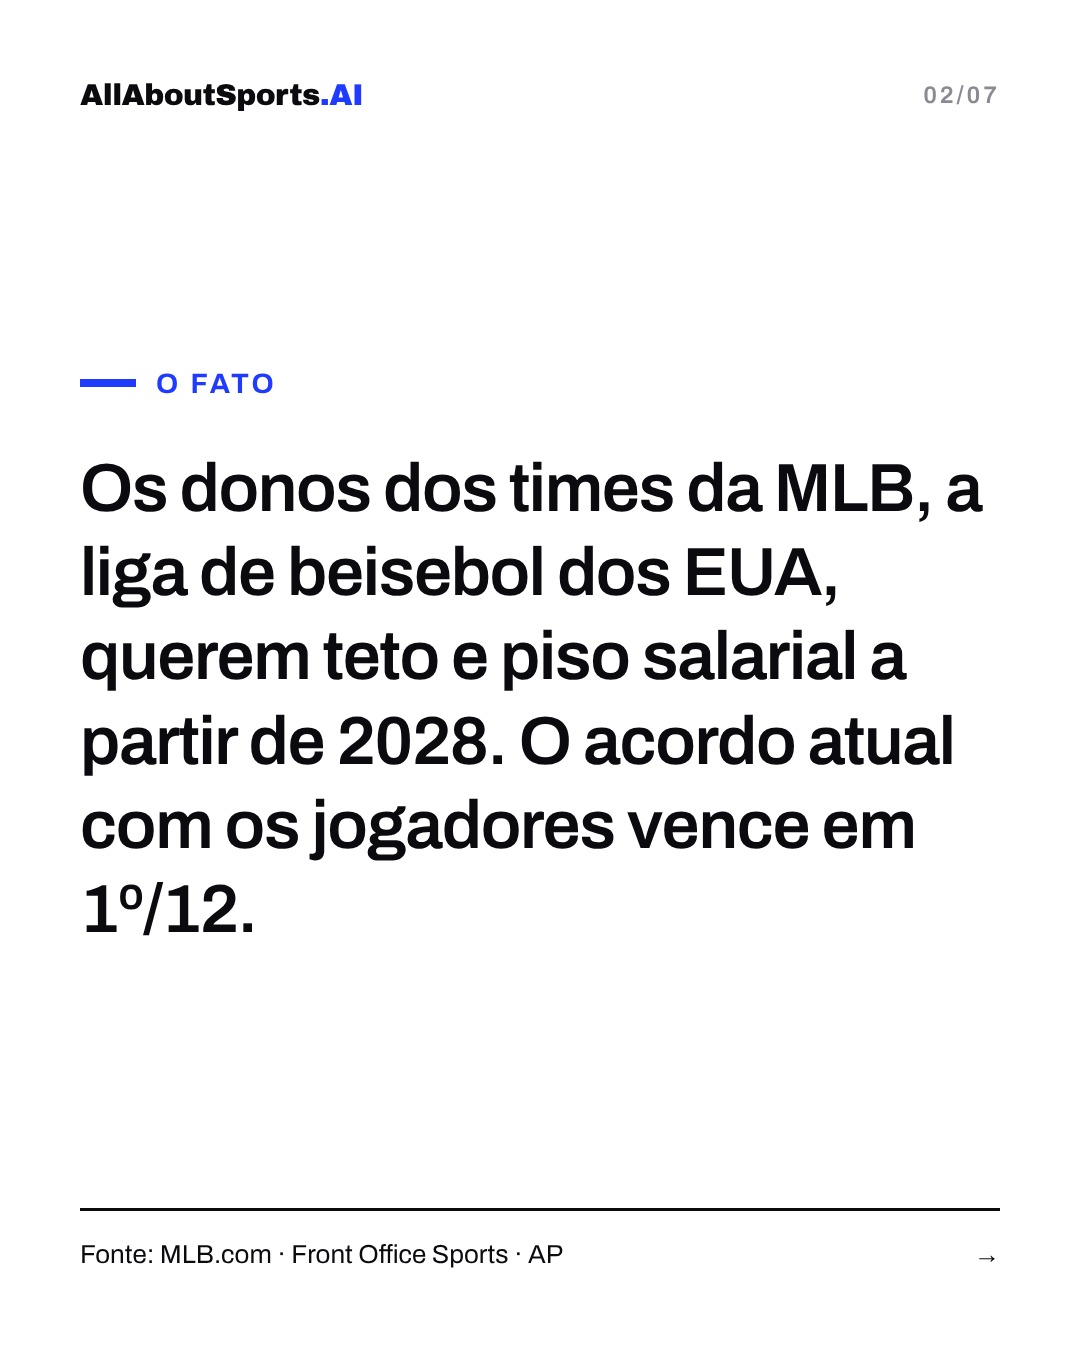 AllAboutSports.AI
02/07
O FATO
Os donos dos times da MLB, a
liga de beisebol dos EUA,
querem teto e piso salarial a
partir de 2028. O acordo atual
com os jogadores vence em
1º/12.
Fonte: MLB.com · Front Office Sports · AP
→